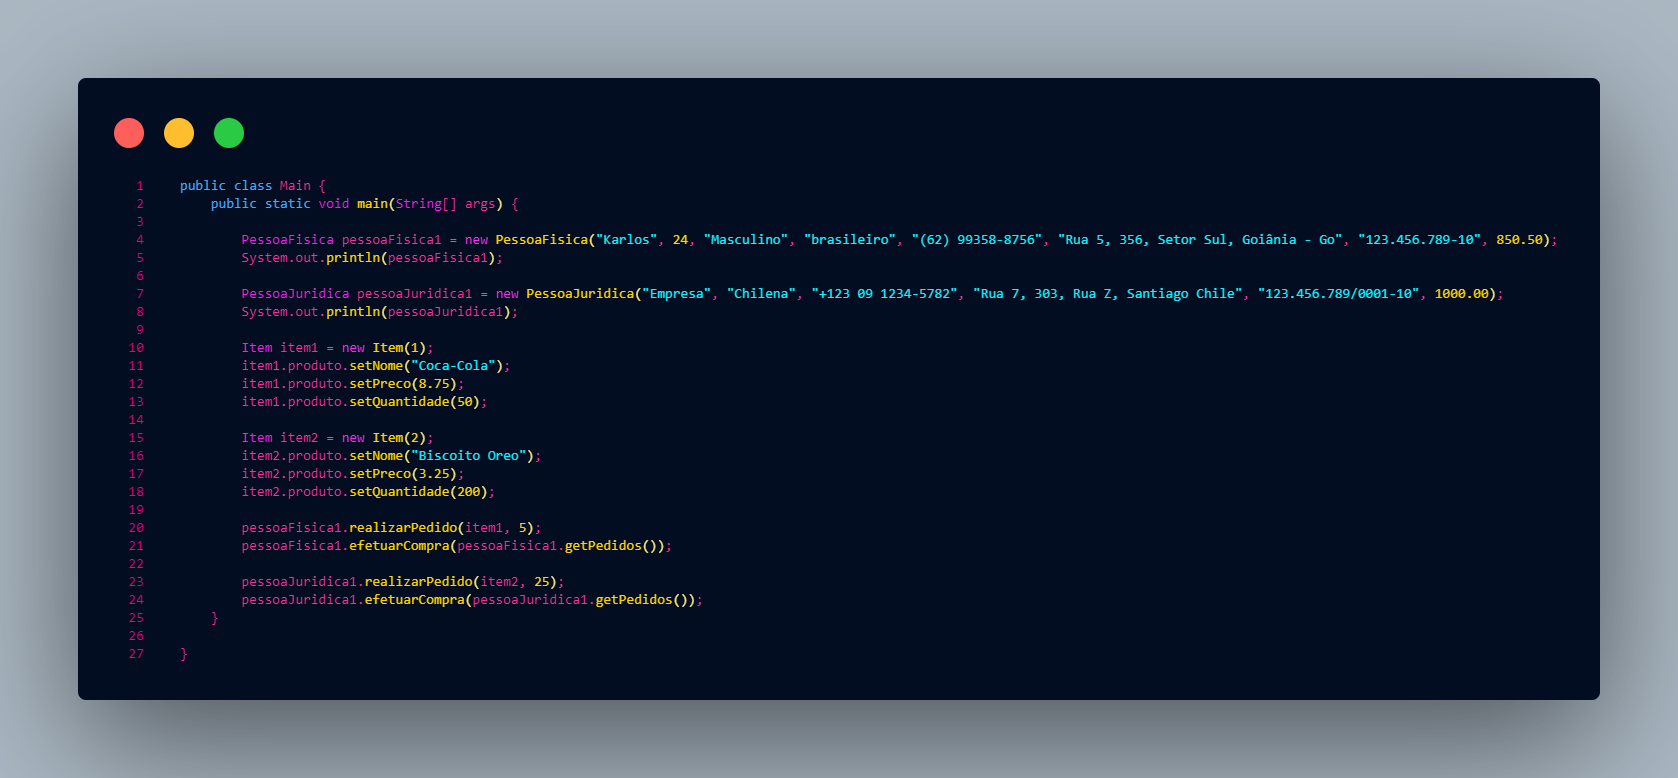 1 public class Main {
2 public static void main(String[] args) {
3
4 PessoaFisica pessoaFisica1 = new PessoaFisica("Karlos", 24, "Masculino", "brasileiro", "(62) 99358-8756", "Rua 5, 356, Setor Sul, Goiânia - Go", "123.456.789-10", 850.50);
5 System.out.println(pessoaFisica1);
6
7 PessoaJuridica pessoaJuridica1 = new PessoaJuridica("Empresa", "Chilena", "+123 09 1234-5782", "Rua 7, 303, Rua Z, Santiago Chile", "123.456.789/0001-10", 1000.00);
8 System.out.println(pessoaJuridica1);
9
10 Item item1 = new Item(1);
11 item1.produto.setNome("Coca-Cola");
12 item1.produto.setPreco(8.75);
13 item1.produto.setQuantidade(50);
14
15 Item item2 = new Item(2);
16 item2.produto.setNome("Biscoito Oreo");
17 item2.produto.setPreco(3.25);
18 item2.produto.setQuantidade(200);
19
20 pessoaFisica1.realizarPedido(item1, 5);
21 pessoaFisica1.efetuarCompra(pessoaFisica1.getPedidos());
22
23 pessoaJuridica1.realizarPedido(item2, 25);
24 pessoaJuridica1.efetuarCompra(pessoaJuridica1.getPedidos());
25 }
26
27 }